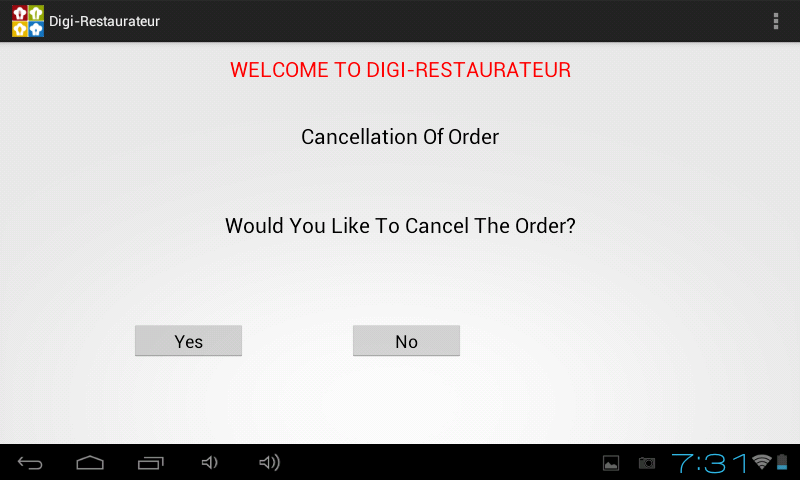 Digi-Restaurateur
WELCOME TO DIGI-RESTAURATEUR
Cancellation Of Order
Would You Like To Cancel The Order?
Yes
No
7:31